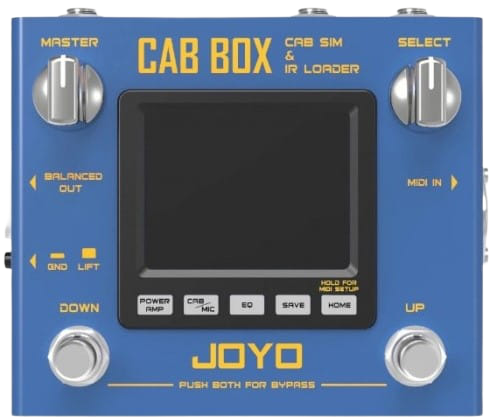 MASTER
CAB BOX
CAB SIM
&
IR LOADER
SELECT
BALANCED
OUT
MIDI IN
GND LIFT
HOLD FOR
MIDI SETUP
POWER
AMP
CAB/
MIC
EQ
SAVE
HOME
DOWN
UP
JOYO
PUSH BOTH FOR BYPASS